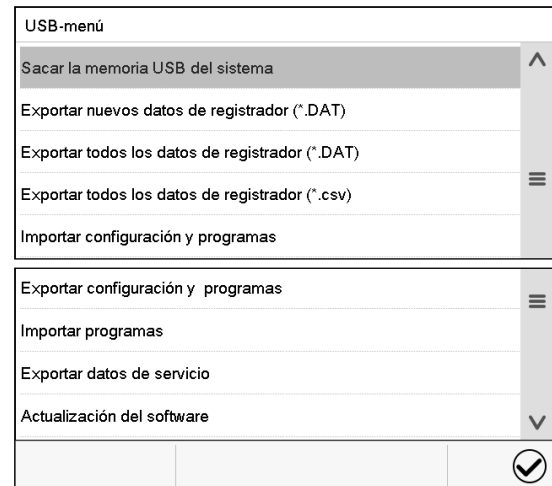 USB-menú
Sacar la memoria USB del sistema
Exportar nuevos datos de registrador (*.DAT)
Exportar todos los datos de registrador (*.DAT)
Exportar todos los datos de registrador (*.csv)
Importar configuración y programas
Exportar configuración y programas
Importar programas
Exportar datos de servicio
Actualización del software